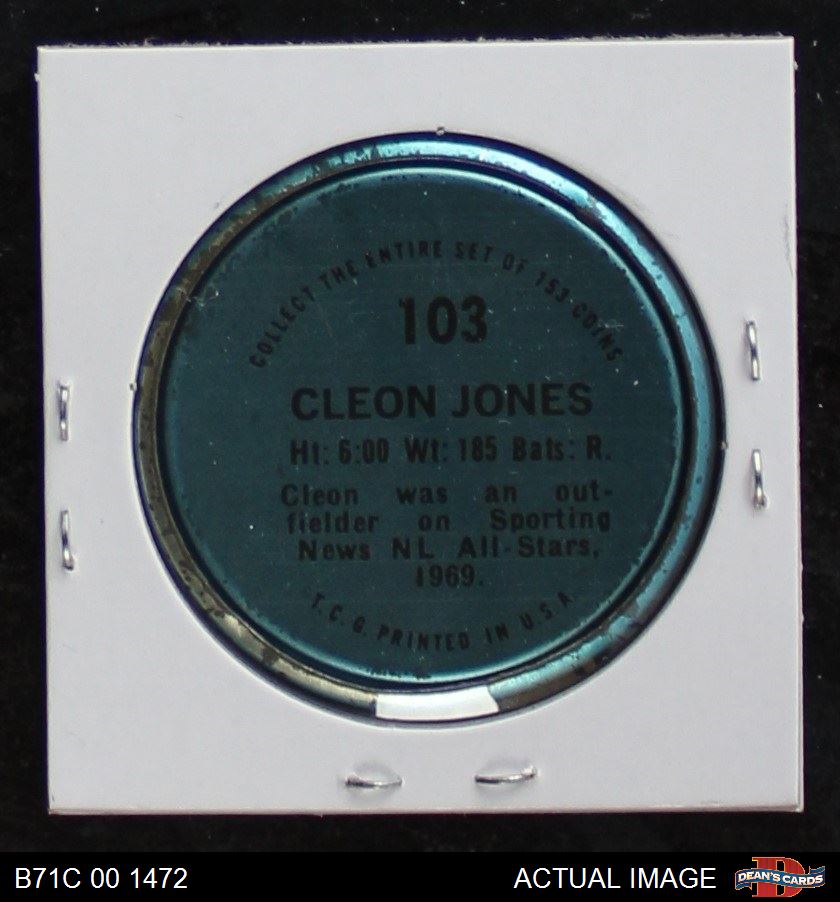 COLLECT THE ENTIRE SET OF 153 COINS
103
CLEON JONES
Ht: 6:00 Wt: 185 Bats: R.
Cleon was an out-
fielder on Sporting
News NL All-Stars,
1969.
T.C.G. PRINTED IN U.S.A.
B71C 00 1472
ACTUAL IMAGE
DEAN'S CARDS